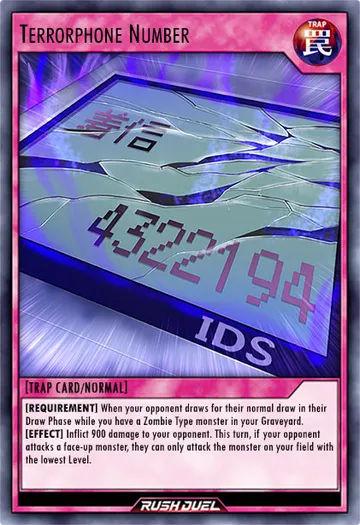 Terrorphone Number
TRAP
罠
着信
4322194
IDS
[TRAP CARD/NORMAL]
[REQUIREMENT] When your opponent draws for their normal draw in their
Draw Phase while you have a Zombie Type monster in your Graveyard.
[EFFECT] Inflict 900 damage to your opponent. This turn, if your opponent
attacks a face-up monster, they can only attack the monster on your field with
the lowest Level.
RUSH DUEL